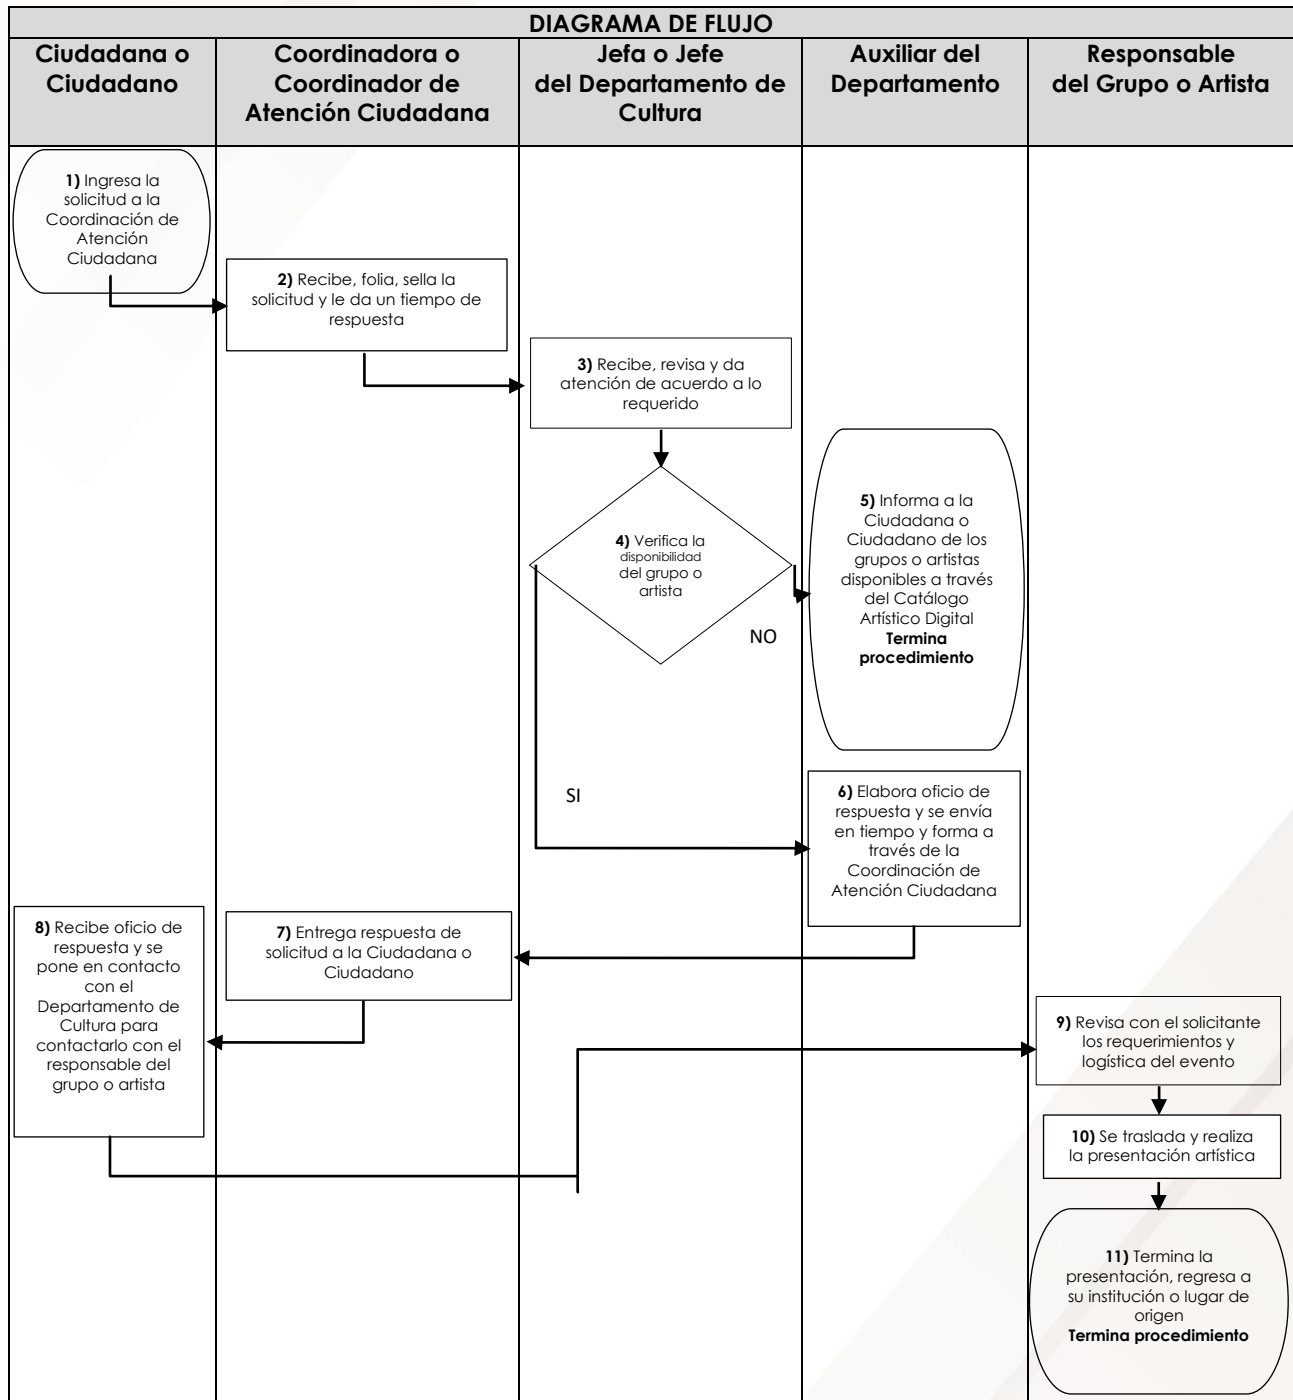 DIAGRAMA DE FLUJO
Ciudadana o
Ciudadano
Coordinadora o
Coordinador de
Atención Ciudadana
Jefa o Jefe
del Departamento de
Cultura
Auxiliar del
Departamento
Responsable
del Grupo o Artista
1) Ingresa la
solicitud a la
Coordinación de
Atención
Ciudadana
2) Recibe, folia, sella la
solicitud y le da un tiempo de
respuesta
3) Recibe, revisa y da
atención de acuerdo a lo
requerido
4) Verifica la
disponibilidad
del grupo o
artista
NO
SI
5) Informa a la
Ciudadana o
Ciudadano de los
grupos o artistas
disponibles a través
del Catálogo
Artístico Digital
Termina
procedimiento
6) Elabora oficio de
respuesta y se envía
en tiempo y forma a
través de la
Coordinación de
Atención Ciudadana
7) Entrega respuesta de
solicitud a la Ciudadana o
Ciudadano
8) Recibe oficio de
respuesta y se
pone en contacto
con el
Departamento de
Cultura para
contactarlo con el
responsable del
grupo o artista
9) Revisa con el solicitante
los requerimientos y
logística del evento
10) Se traslada y realiza
la presentación artística
11) Termina la
presentación, regresa a
su institución o lugar de
origen
Termina procedimiento